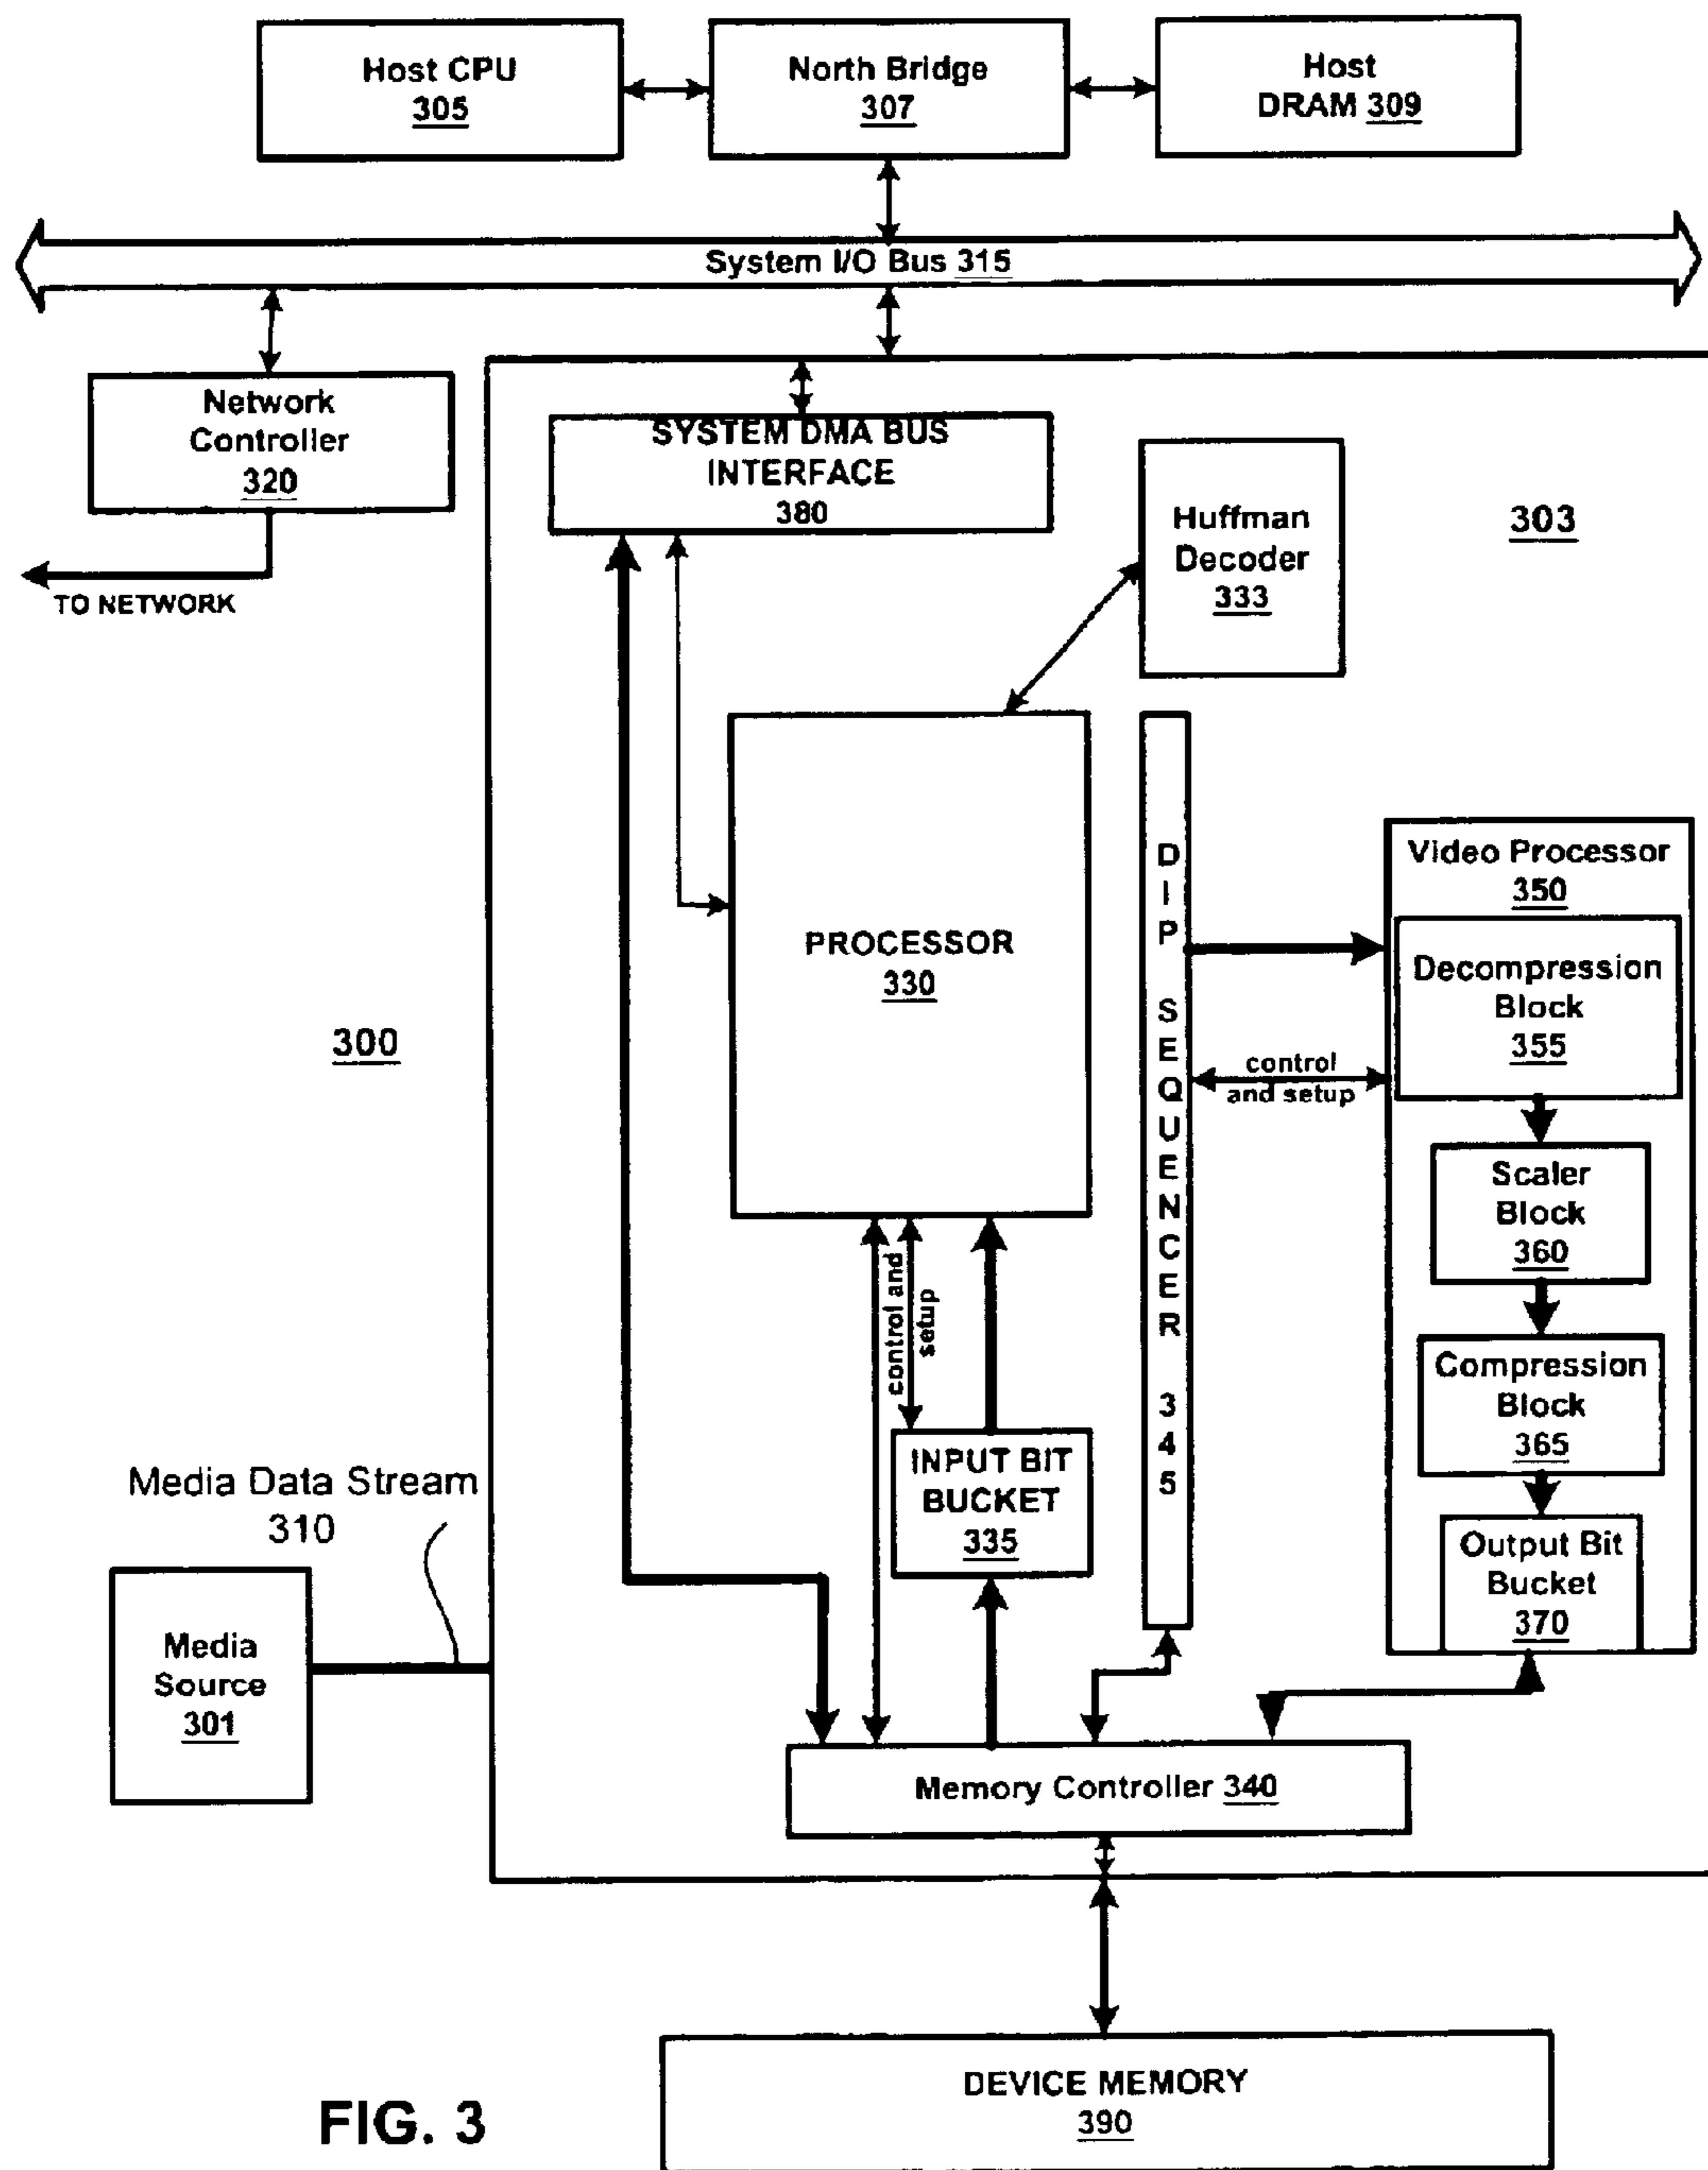 Host CPU
305
North Bridge
307
Host
DRAM 309
System I/O Bus 315
Network
Controller
320
TO NETWORK
SYSTEM DMA BUS
INTERFACE
380
Huffman
Decoder
333
303
PROCESSOR
330
DIP SEQUENCER 345
Video Processor
350
Decompression
Block
355
control
and setup
300
Scaler
Block
360
control and
setup
Compression
Block
365
INPUT BIT
BUCKET
335
Media Data Stream
310
Output Bit
Bucket
370
Media
Source
301
Memory Controller 340
DEVICE MEMORY
390
FIG. 3